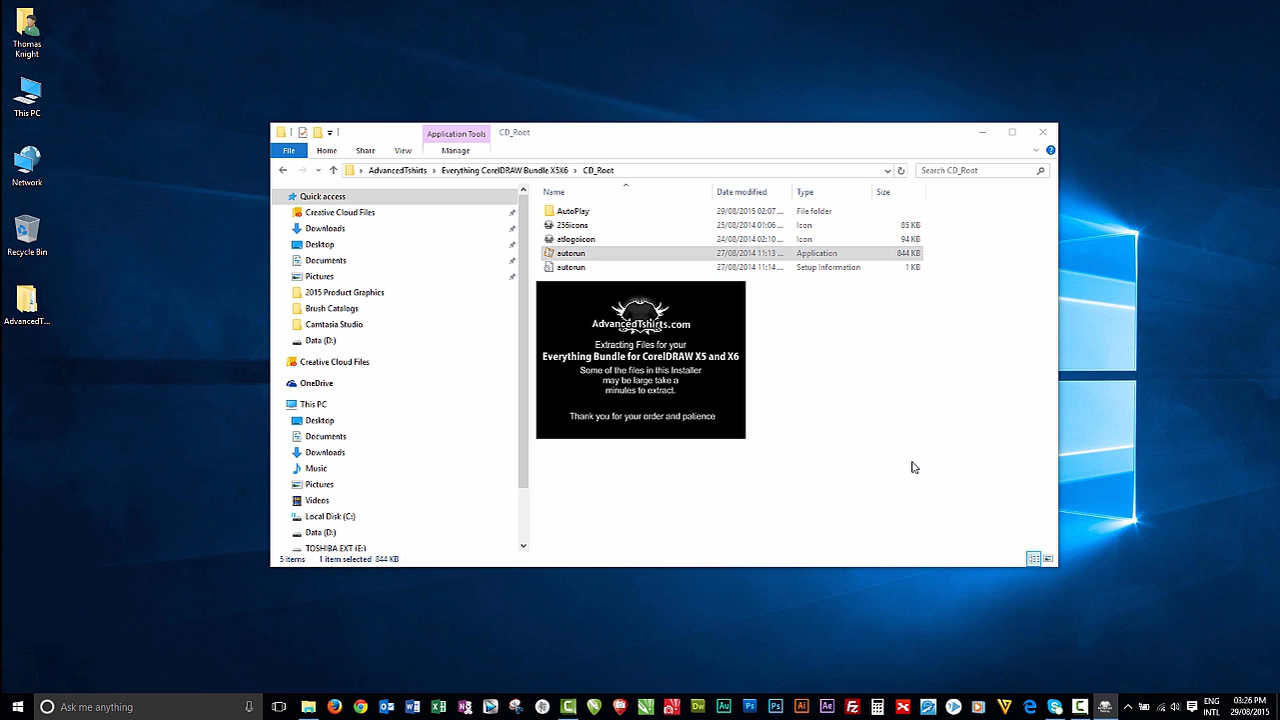 Thomas
Knight
This PC
Network
Recycle Bin
AdvancedT...
Application Tools
CD_Root
File
Home
Share
View
Manage
AdvancedTshirts
Everything CorelDRAW Bundle X5X6
CD_Root
Search CD_Root
Name
Date modified
Type
Size
Quick access
Creative Cloud Files
Downloads
Desktop
Documents
Pictures
2015 Product Graphics
Brush Catalogs
Camtasia Studio
Data (D:)
Creative Cloud Files
OneDrive
This PC
Desktop
Documents
Downloads
Music
Pictures
Videos
Local Disk (C:)
Data (D:)
TOSHIBA EXT (E:)
AutoPlay 29/08/2015 02:07 ... File folder
256icons 25/08/2014 01:06 ... Icon 85 KB
atlogoicon 24/08/2014 02:10 ... Icon 94 KB
autorun 27/08/2014 11:13 ... Application 844 KB
autorun 27/08/2014 11:14 ... Setup Information 1 KB
AdvancedTshirts.com
Extracting Files for your
Everything Bundle for CorelDRAW X5 and X6
Some of the files in this Installer
may be large take a
minutes to extract.
Thank you for your order and patience
5 items 1 item selected 844 KB
Ask me anything
Dw
Au
Ps
Ps
Ai
Ae
Fz
ENG
INTL
03:26 PM
29/08/2015